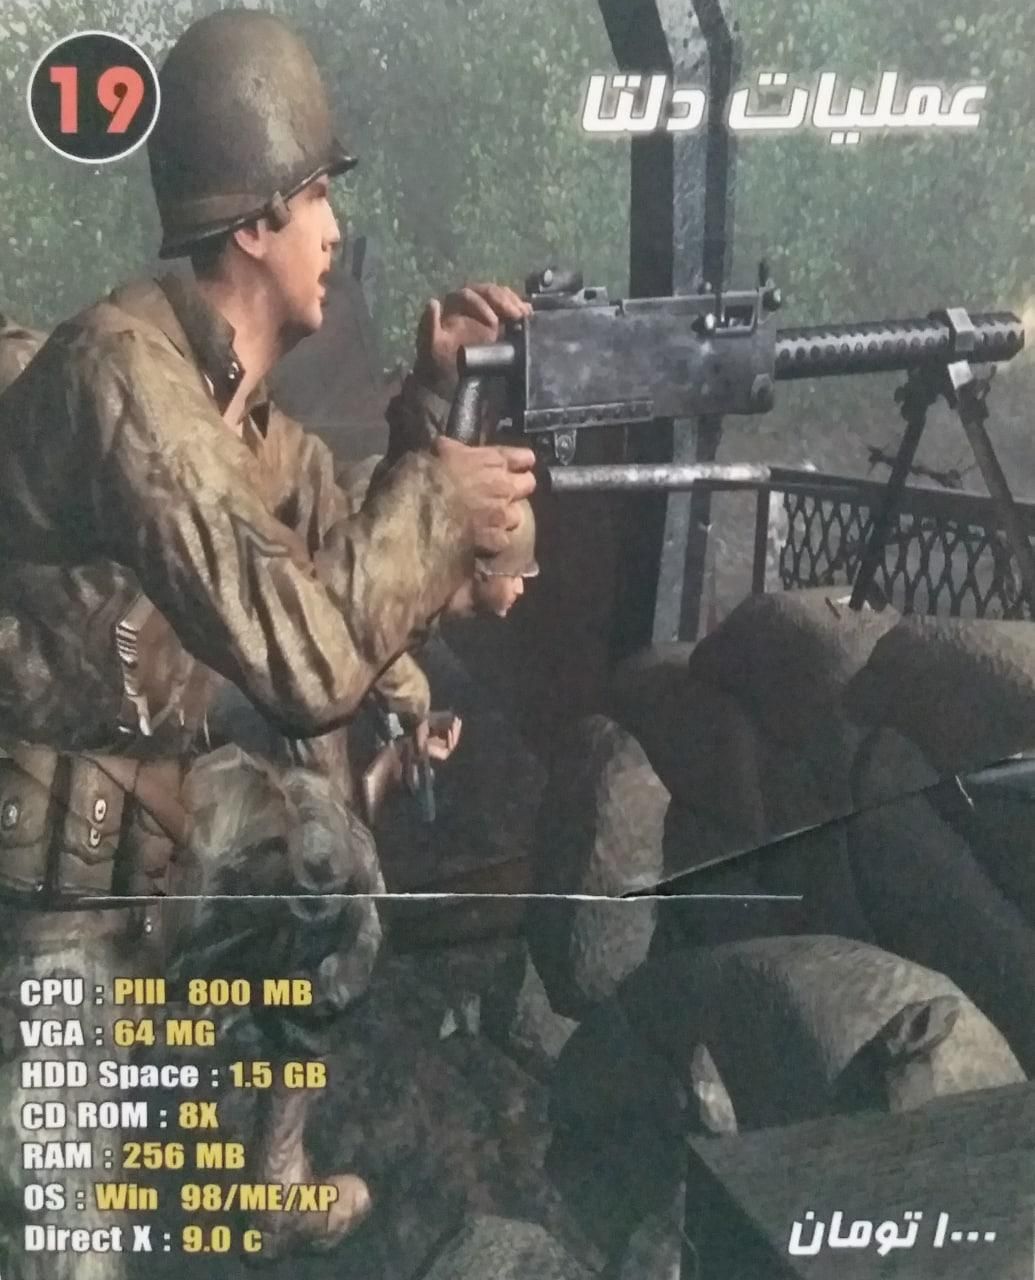 19
عملیات دلتا
CPU : PIII 800 MB
VGA : 64 MG
HDD Space : 1.5 GB
CD ROM : 8X
RAM : 256 MB
OS : Win 98/ME/XP
Direct X : 9.0 c
۱۰۰۰ تومان